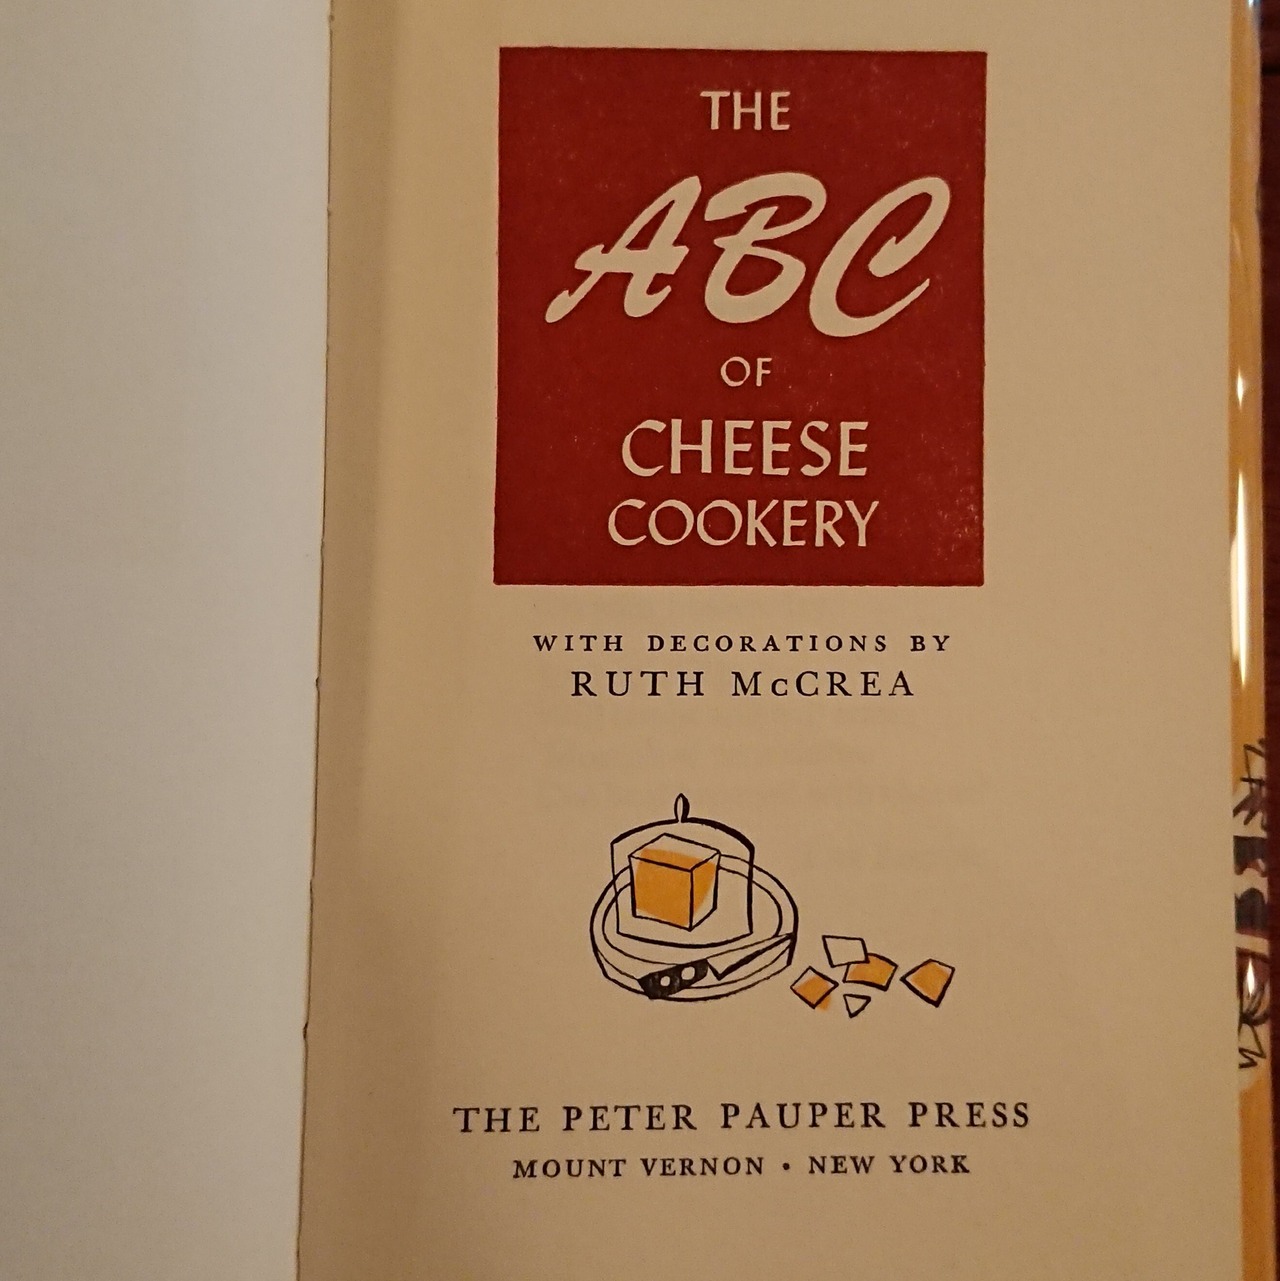 THE
ABC
OF
CHEESE
COOKERY
WITH DECORATIONS BY
RUTH McCREA
THE PETER PAUPER PRESS
MOUNT VERNON • NEW YORK